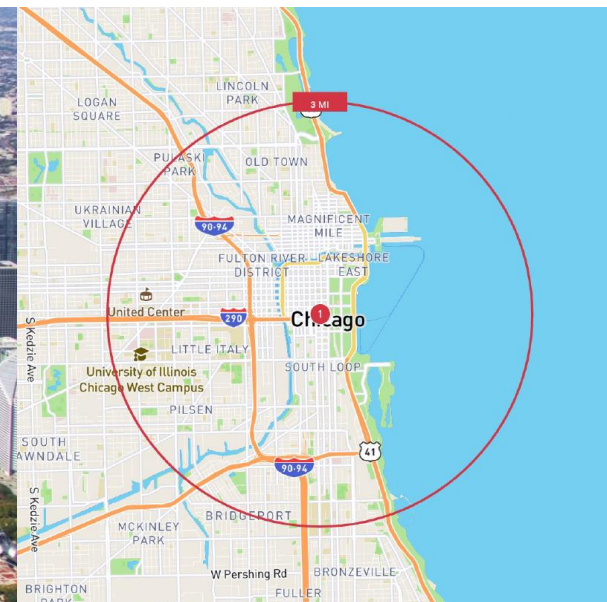 LINCOLN
PARK
3 MI
LOGAN
SQUARE
PULASKI
PARK
OLD TOWN
UKRAINIAN
VILLAGE
90-94
MAGNIFICENT
MILE
FULTON RIVER
DISTRICT
LAKESHORE
EAST
United Center
290
1
Chicago
S Kedzie Ave
LITTLE ITALY
University of Illinois
Chicago West Campus
SOUTH LOOP
PILSEN
SOUTH
AWNDALE
41
90-94
S Kedzie Ave
BRIDGEPORT
MCKINLEY
PARK
W Pershing Rd
BRONZEVILLE
BRIGHTON
PARK
FULLER